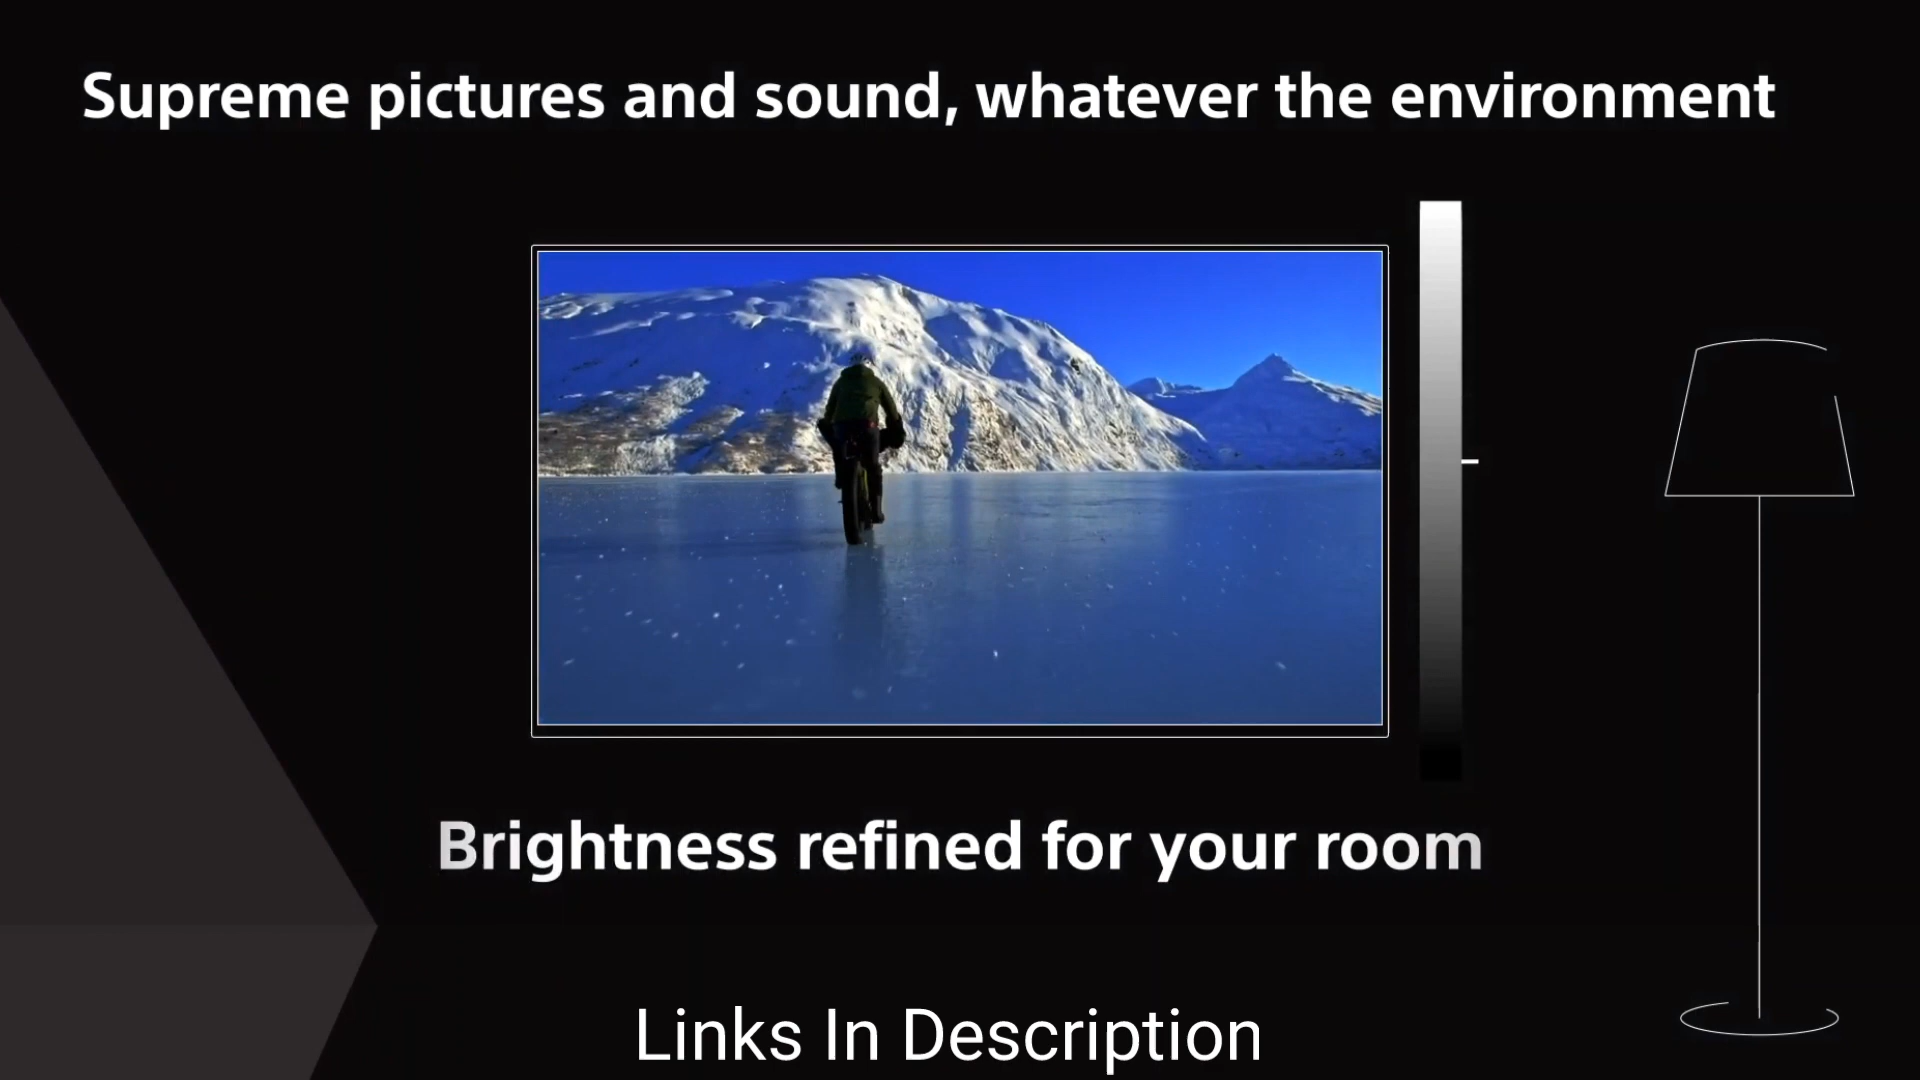 Supreme pictures and sound, whatever the environment
Brightness refined for your room
Links In Description